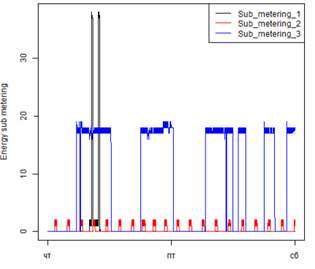 Sub_metering_1
Sub_metering_2
Sub_metering_3
Energy sub metering
30
20
10
0
чт
пт
сб